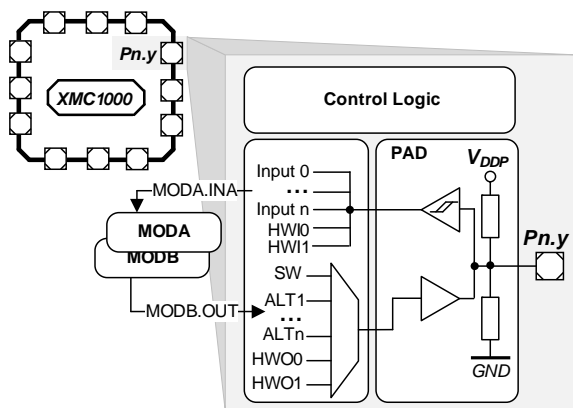 Pn.y
XMC1000
Control Logic
PAD
VDDP
Input 0
...
Input n
HWI0
HWI1
MODA.INA
MODA
MODB
MODB.OUT
SW
ALT1
...
ALTn
HWO0
HWO1
Pn.y
GND